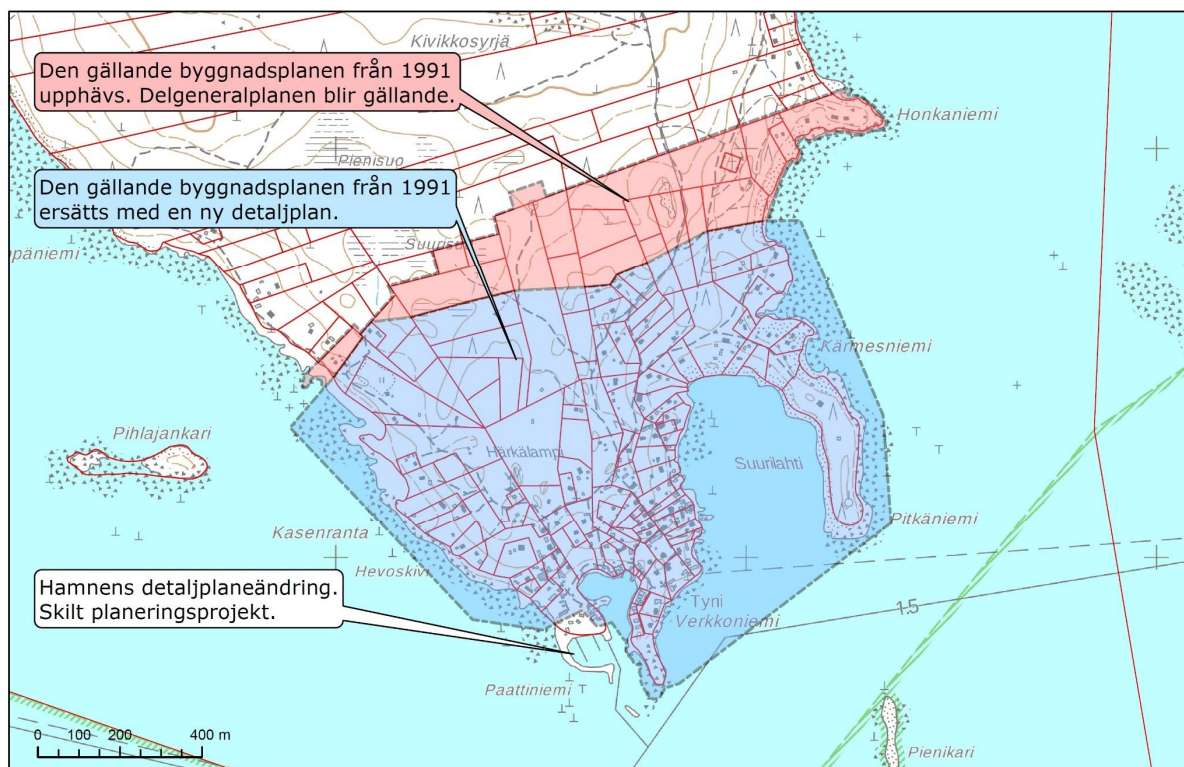 Kivikkosyrjä
Den gällande byggnadsplanen från 1991
upphävs. Delgeneralplanen blir gällande.
Honkaniemi
Pienisuo
Den gällande byggnadsplanen från 1991
ersätts med en ny detaljplan.
Suurisuo
päniemi
Kärmesniemi
Pihlajankari
Härkälampi
Suurilahti
Pitkäniemi
Kasenranta
Hevoskivi
Hamnens detaljplaneändring.
Skilt planeringsprojekt.
Tyni
Verkkoniemi
1.5
Paattiniemi
Pienikari
0 100 200 400 m